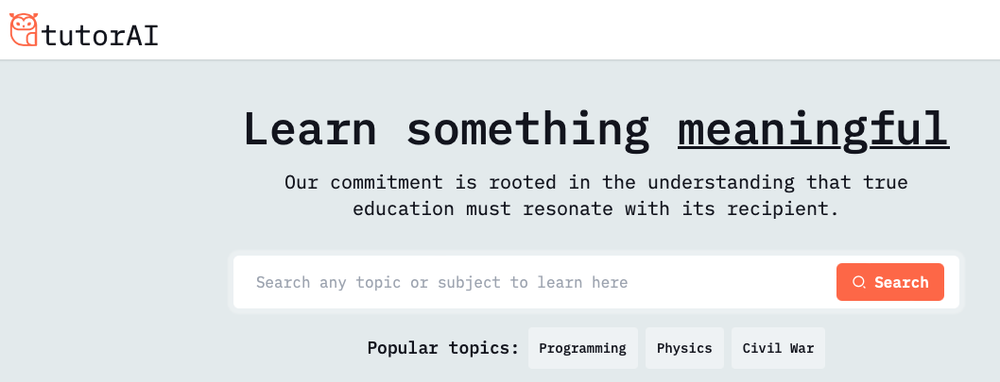 tutorAI
Learn something meaningful
Our commitment is rooted in the understanding that true
education must resonate with its recipient.
Search any topic or subject to learn here
Search
Popular topics: Programming Physics Civil War